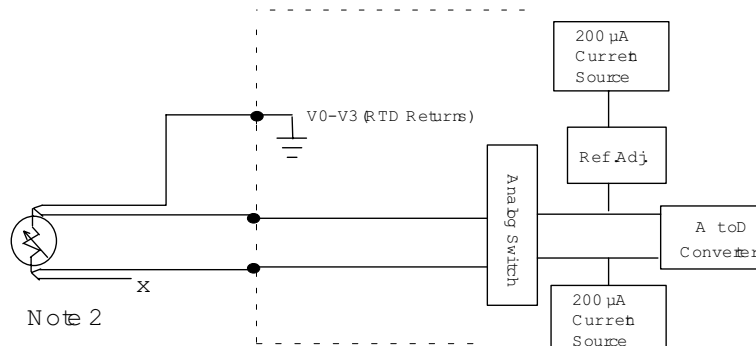 200 µA
Current
Source
V0-V3 (RTD Returns)
Ref.Adj.
Analog Switch
A to D
Converter
X
Note 2
200 µA
Current
Source